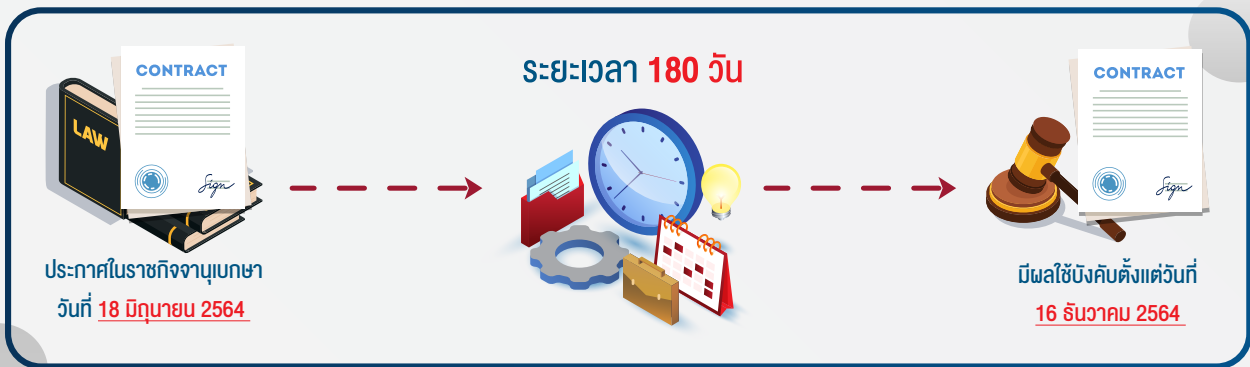 LAW
CONTRACT
Sign
ประกาศในราชกิจจานุเบกษา
วันที่ 18 มิถุนายน 2564
ระยะเวลา 180 วัน
CONTRACT
Sign
มีผลใช้บังคับตั้งแต่วันที่
16 ธันวาคม 2564